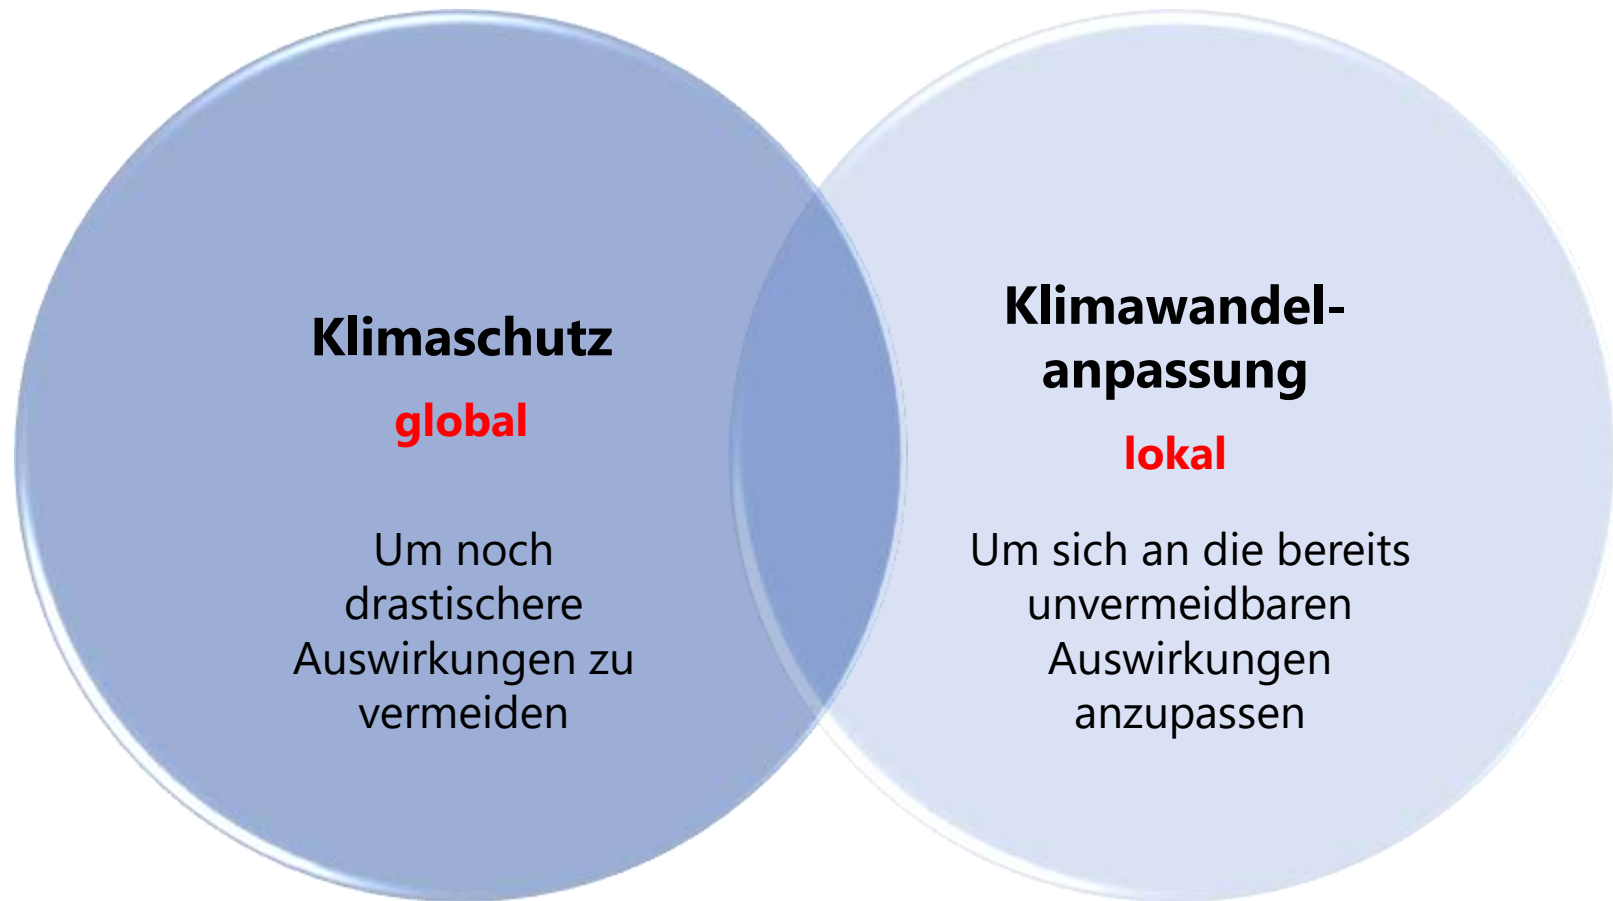 Klimaschutz
global
Um noch
drastischere
Auswirkungen zu
vermeiden
Klimawandel-
anpassung
lokal
Um sich an die bereits
unvermeidbaren
Auswirkungen
anzupassen